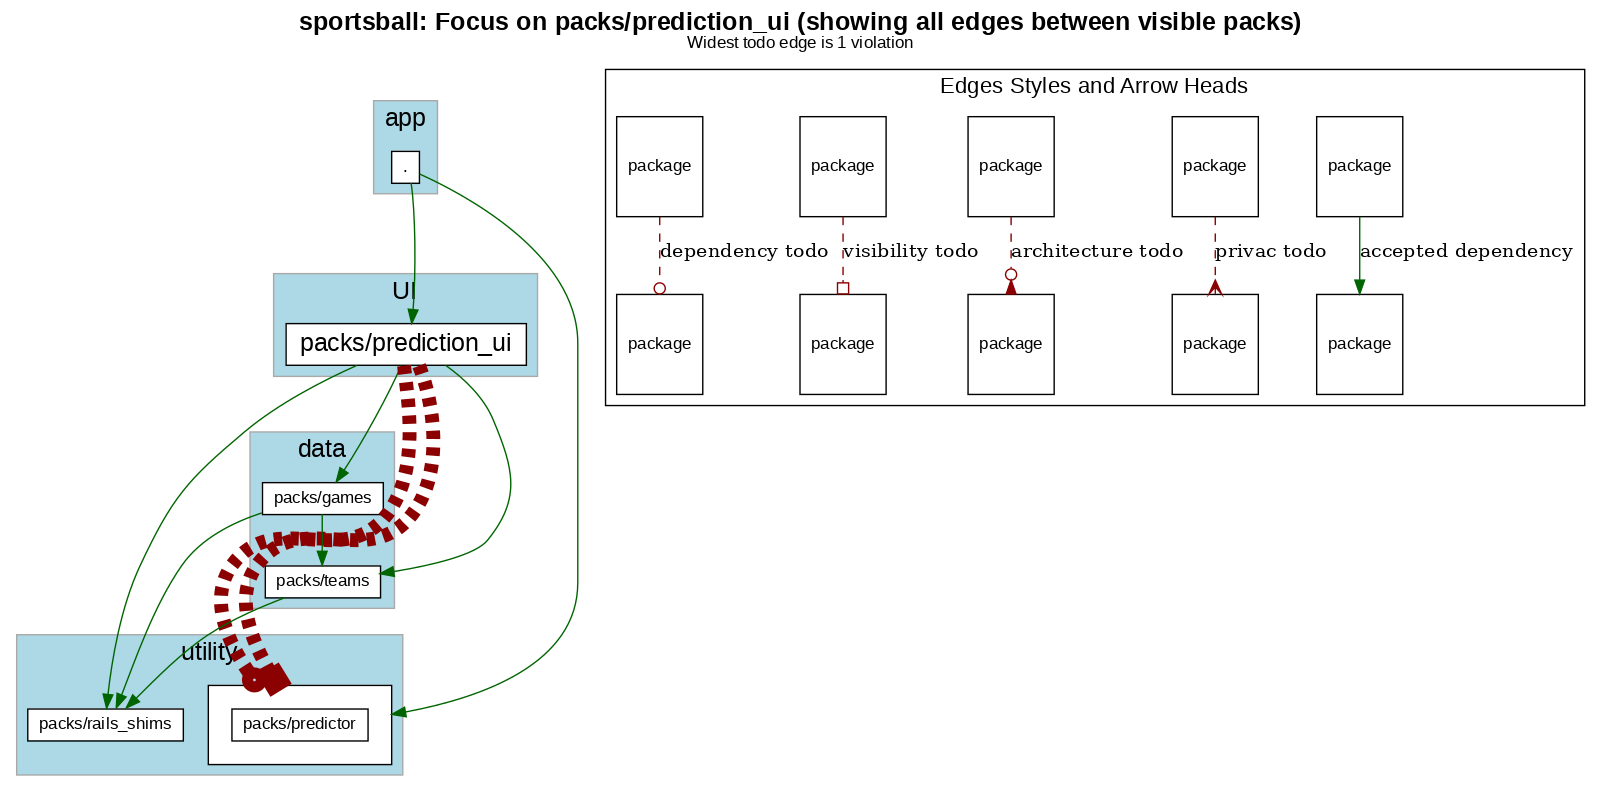 sportsball: Focus on packs/prediction_ui (showing all edges between visible packs)
Widest todo edge is 1 violation
app
.
UI
packs/prediction_ui
data
packs/games
packs/teams
utility
packs/rails_shims
packs/predictor
Edges Styles and Arrow Heads
package
package
package
package
package
dependency todo
visibility todo
architecture todo
privac todo
accepted dependency
package
package
package
package
package